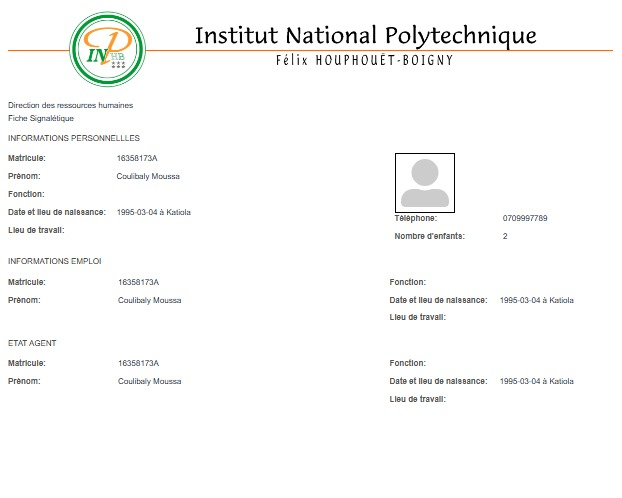 INP
HB
Institut National Polytechnique
Félix HOUPHOUËT-BOIGNY
Direction des ressources humaines
Fiche Signalétique
INFORMATIONS PERSONNELLLES
Matricule: 16358173A
Prénom: Coulibaly Moussa
Fonction:
Date et lieu de naissance: 1995-03-04 à Katiola
Lieu de travail:
Téléphone: 0709997789
Nombre d'enfants: 2
INFORMATIONS EMPLOI
Matricule: 16358173A Fonction:
Prénom: Coulibaly Moussa Date et lieu de naissance: 1995-03-04 à Katiola
Lieu de travail:
ETAT AGENT
Matricule: 16358173A Fonction:
Prénom: Coulibaly Moussa Date et lieu de naissance: 1995-03-04 à Katiola
Lieu de travail: